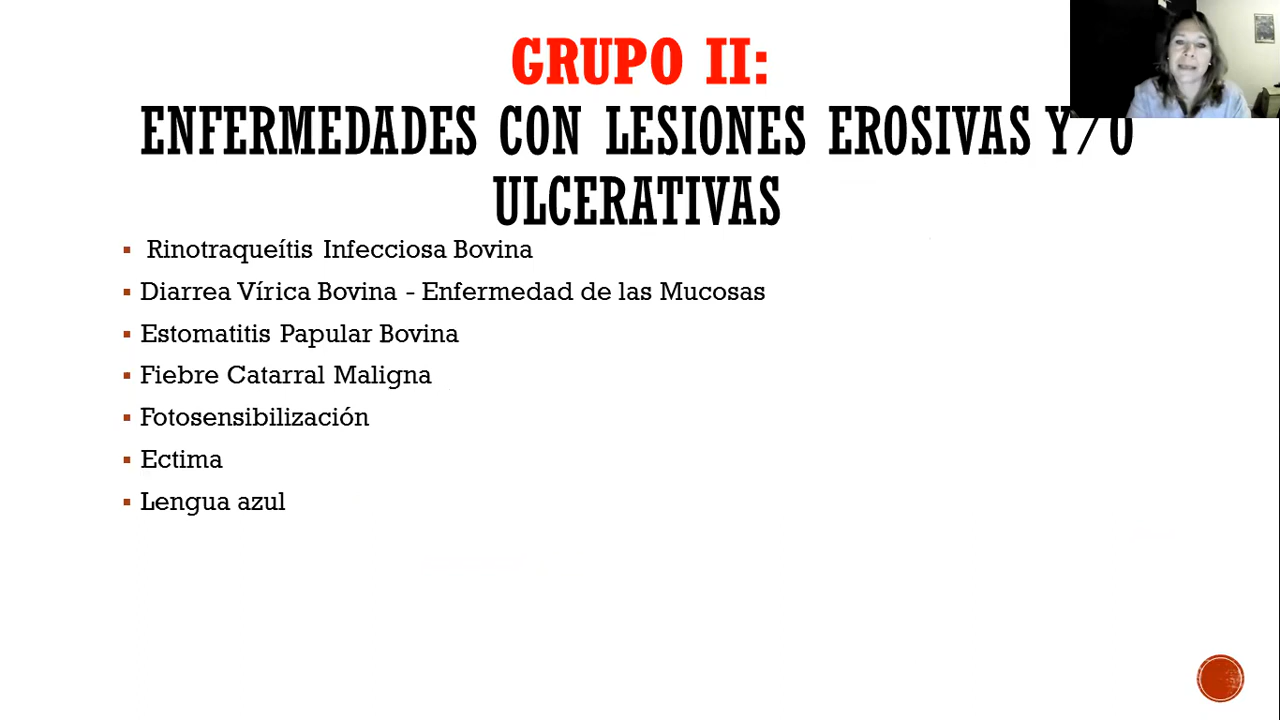 GRUPO II:
ENFERMEDADES CON LESIONES EROSIVAS Y/O
ULCERATIVAS
▪ Rinotraqueítis Infecciosa Bovina
▪ Diarrea Vírica Bovina - Enfermedad de las Mucosas
▪ Estomatitis Papular Bovina
▪ Fiebre Catarral Maligna
▪ Fotosensibilización
▪ Ectima
▪ Lengua azul